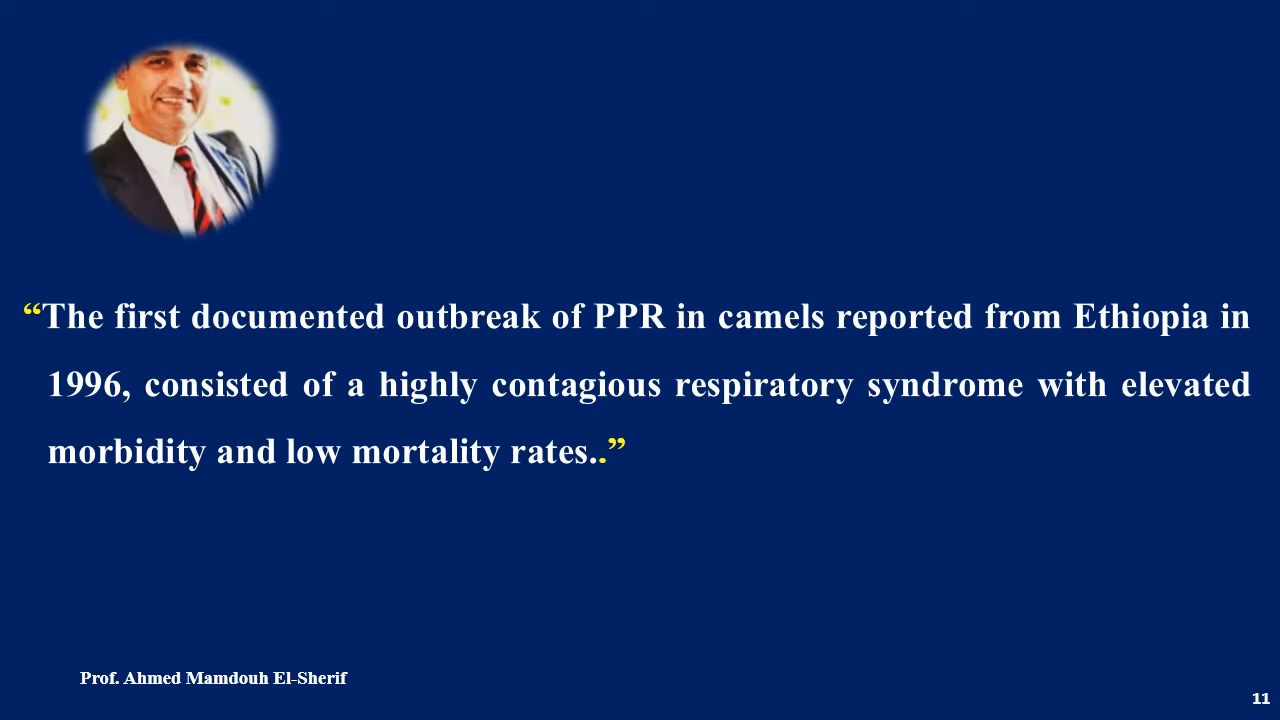 “The first documented outbreak of PPR in camels reported from Ethiopia in
1996, consisted of a highly contagious respiratory syndrome with elevated
morbidity and low mortality rates..”
Prof. Ahmed Mamdouh El-Sherif
11